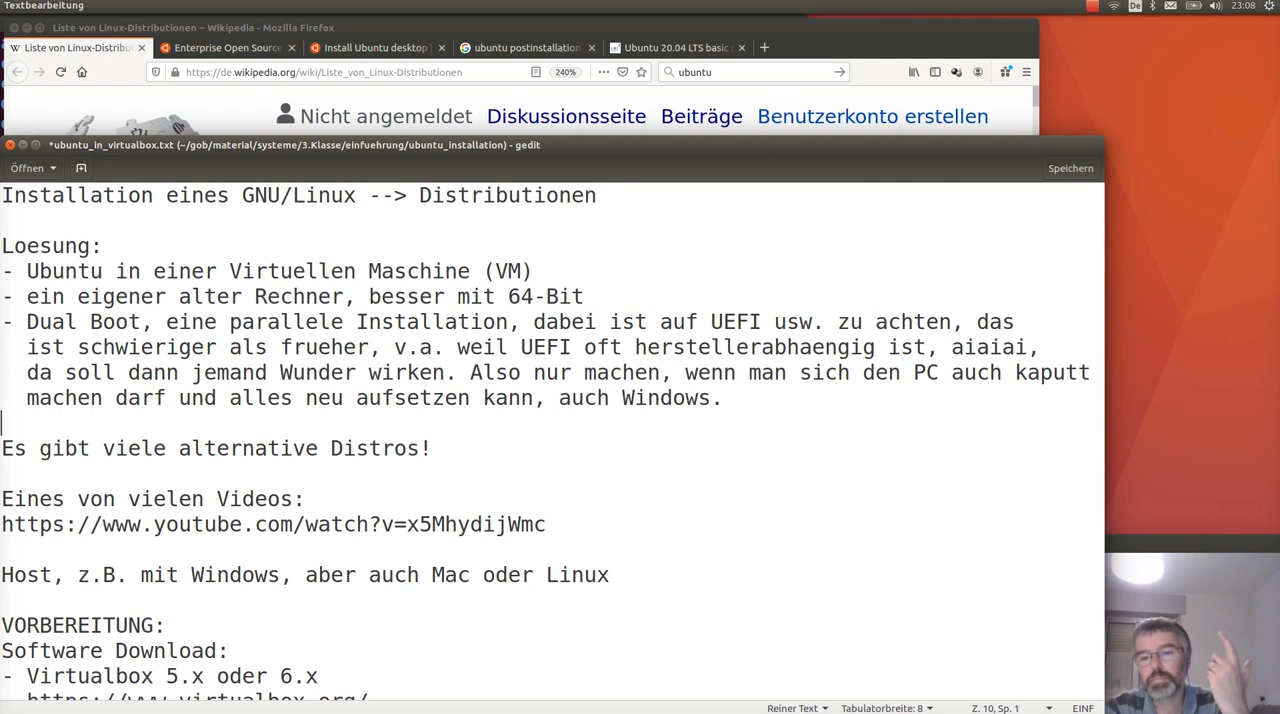 Textbearbeitung
De
23:08
Liste von Linux-Distributionen – Wikipedia - Mozilla Firefox
Liste von Linux-Distribut
Enterprise Open Source
Install Ubuntu desktop
ubuntu postinstallation
Ubuntu 20.04 LTS basic
https://de.wikipedia.org/wiki/Liste_von_Linux-Distributionen
240%
ubuntu
Nicht angemeldet Diskussionsseite Beiträge Benutzerkonto erstellen
*ubuntu_in_virtualbox.txt (~/gob/material/systeme/3.Klasse/einfuehrung/ubuntu_installation) - gedit
Öffnen
Speichern
Installation eines GNU/Linux --> Distributionen
Loesung:
- Ubuntu in einer Virtuellen Maschine (VM)
- ein eigener alter Rechner, besser mit 64-Bit
- Dual Boot, eine parallele Installation, dabei ist auf UEFI usw. zu achten, das
ist schwieriger als frueher, v.a. weil UEFI oft herstellerabhaengig ist, aiaiai,
da soll dann jemand Wunder wirken. Also nur machen, wenn man sich den PC auch kaputt
machen darf und alles neu aufsetzen kann, auch Windows.
Es gibt viele alternative Distros!
Eines von vielen Videos:
https://www.youtube.com/watch?v=x5MhydijWmc
Host, z.B. mit Windows, aber auch Mac oder Linux
VORBEREITUNG:
Software Download:
- Virtualbox 5.x oder 6.x
https://www.virtualbox.org/
Reiner Text
Tabulatorbreite: 8
Z. 10, Sp. 1
EINF